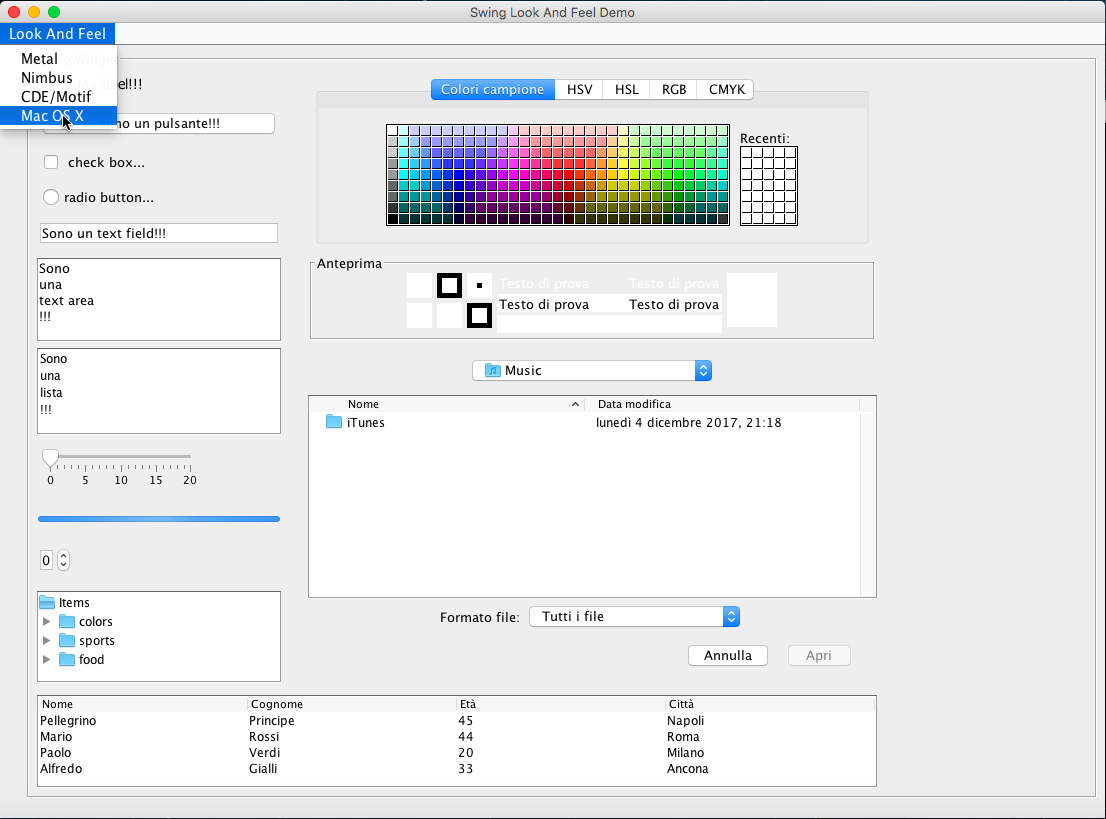 Swing Look And Feel Demo
Look And Feel
Metal
Nimbus
CDE/Motif
Mac OS X
label!!!
un pulsante!!!
check box...
radio button...
Sono un text field!!!
Sono
una
text area
!!!
Sono
una
lista
!!!
0 5 10 15 20
0
Items
colors
sports
food
Colori campione HSV HSL RGB CMYK
Recenti:
Anteprima
Testo di prova Testo di prova
Testo di prova Testo di prova
Music
Nome Data modifica
iTunes lunedì 4 dicembre 2017, 21:18
Formato file: Tutti i file
Annulla Apri
Nome Cognome Età Città
Pellegrino Principe 45 Napoli
Mario Rossi 44 Roma
Paolo Verdi 20 Milano
Alfredo Gialli 33 Ancona